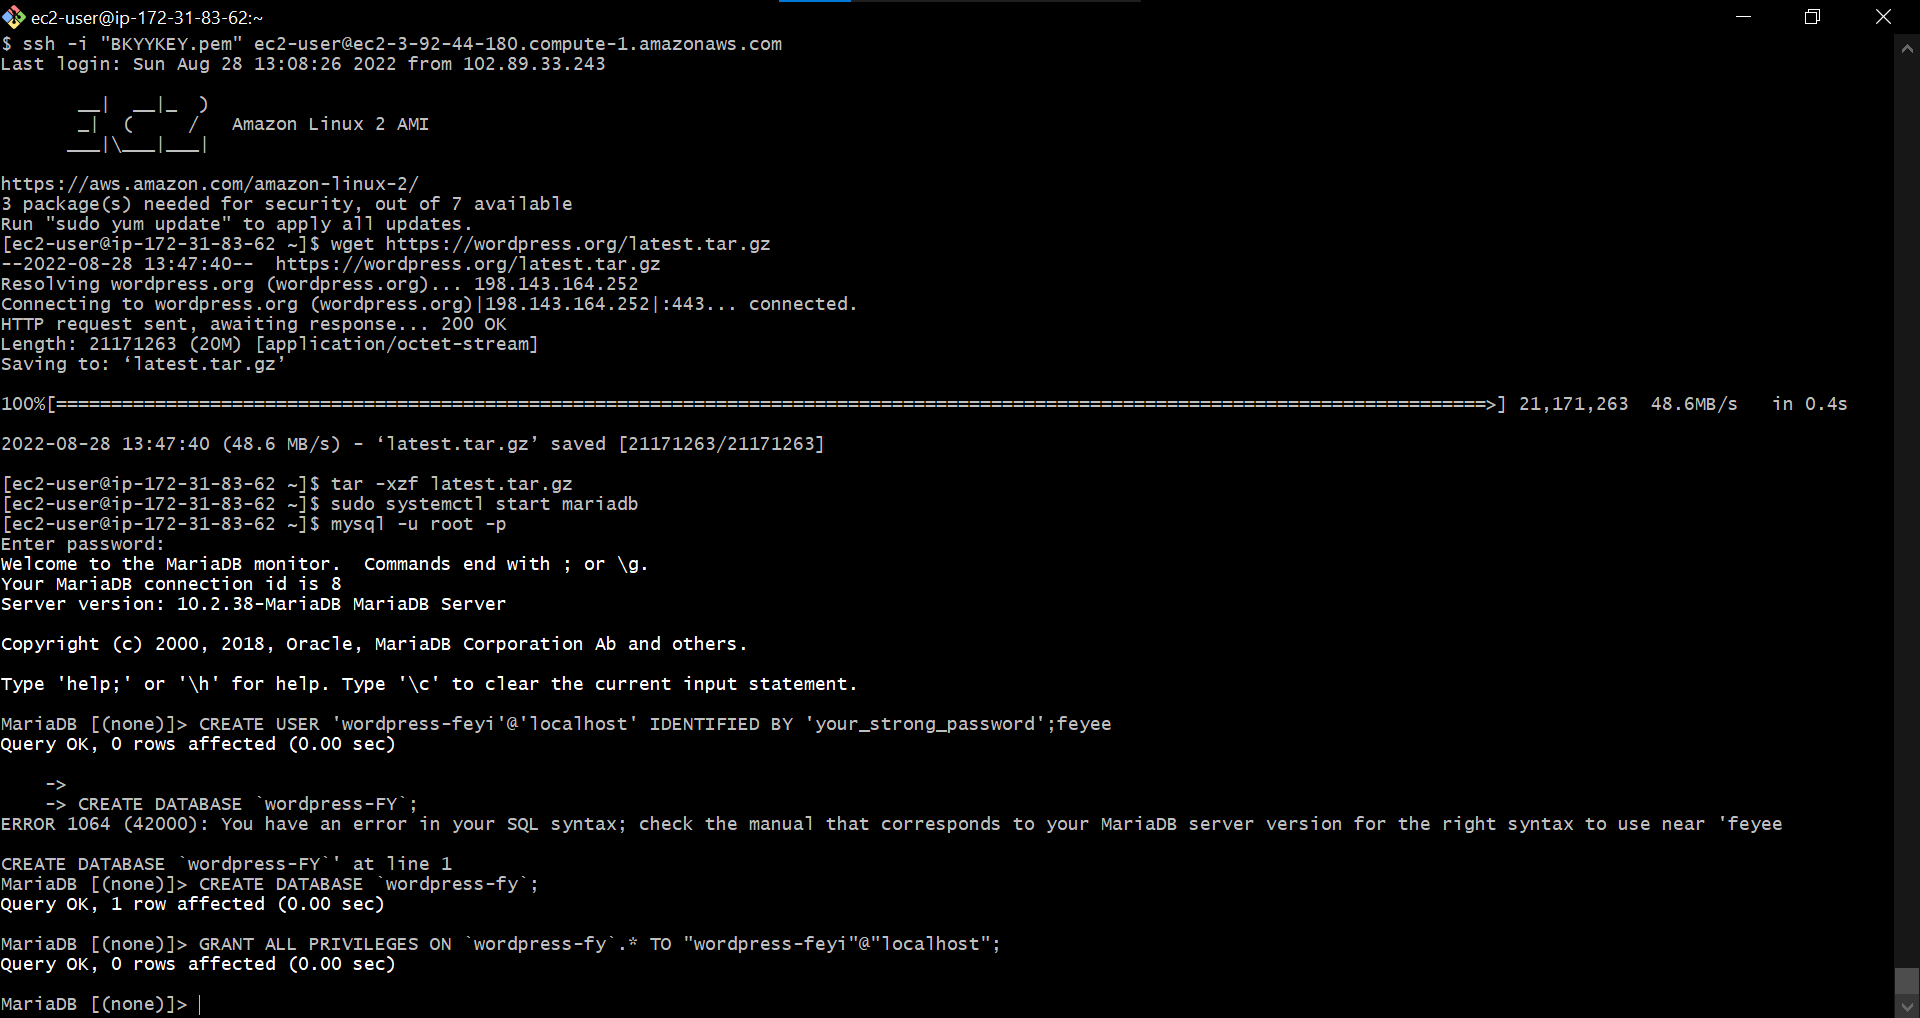 ec2-user@ip-172-31-83-62:~
$ ssh -i "BKYYKEY.pem" ec2-user@ec2-3-92-44-180.compute-1.amazonaws.com
Last login: Sun Aug 28 13:08:26 2022 from 102.89.33.243
       __|  __|_  )
       _|  (     /   Amazon Linux 2 AMI
      ___|\___|___|
https://aws.amazon.com/amazon-linux-2/
3 package(s) needed for security, out of 7 available
Run "sudo yum update" to apply all updates.
[ec2-user@ip-172-31-83-62 ~]$ wget https://wordpress.org/latest.tar.gz
--2022-08-28 13:47:40--  https://wordpress.org/latest.tar.gz
Resolving wordpress.org (wordpress.org)... 198.143.164.252
Connecting to wordpress.org (wordpress.org)|198.143.164.252|:443... connected.
HTTP request sent, awaiting response... 200 OK
Length: 21171263 (20M) [application/octet-stream]
Saving to: ‘latest.tar.gz’
100%[==================================================================================================================================>] 21,171,263  48.6MB/s   in 0.4s
2022-08-28 13:47:40 (48.6 MB/s) - ‘latest.tar.gz’ saved [21171263/21171263]
[ec2-user@ip-172-31-83-62 ~]$ tar -xzf latest.tar.gz
[ec2-user@ip-172-31-83-62 ~]$ sudo systemctl start mariadb
[ec2-user@ip-172-31-83-62 ~]$ mysql -u root -p
Enter password:
Welcome to the MariaDB monitor.  Commands end with ; or \g.
Your MariaDB connection id is 8
Server version: 10.2.38-MariaDB MariaDB Server
Copyright (c) 2000, 2018, Oracle, MariaDB Corporation Ab and others.
Type 'help;' or '\h' for help. Type '\c' to clear the current input statement.
MariaDB [(none)]> CREATE USER 'wordpress-feyi'@'localhost' IDENTIFIED BY 'your_strong_password';feyee
Query OK, 0 rows affected (0.00 sec)
    ->
    -> CREATE DATABASE `wordpress-FY`;
ERROR 1064 (42000): You have an error in your SQL syntax; check the manual that corresponds to your MariaDB server version for the right syntax to use near 'feyee
CREATE DATABASE `wordpress-FY`' at line 1
MariaDB [(none)]> CREATE DATABASE `wordpress-fy`;
Query OK, 1 row affected (0.00 sec)
MariaDB [(none)]> GRANT ALL PRIVILEGES ON `wordpress-fy`.* TO "wordpress-feyi"@"localhost";
Query OK, 0 rows affected (0.00 sec)
MariaDB [(none)]>